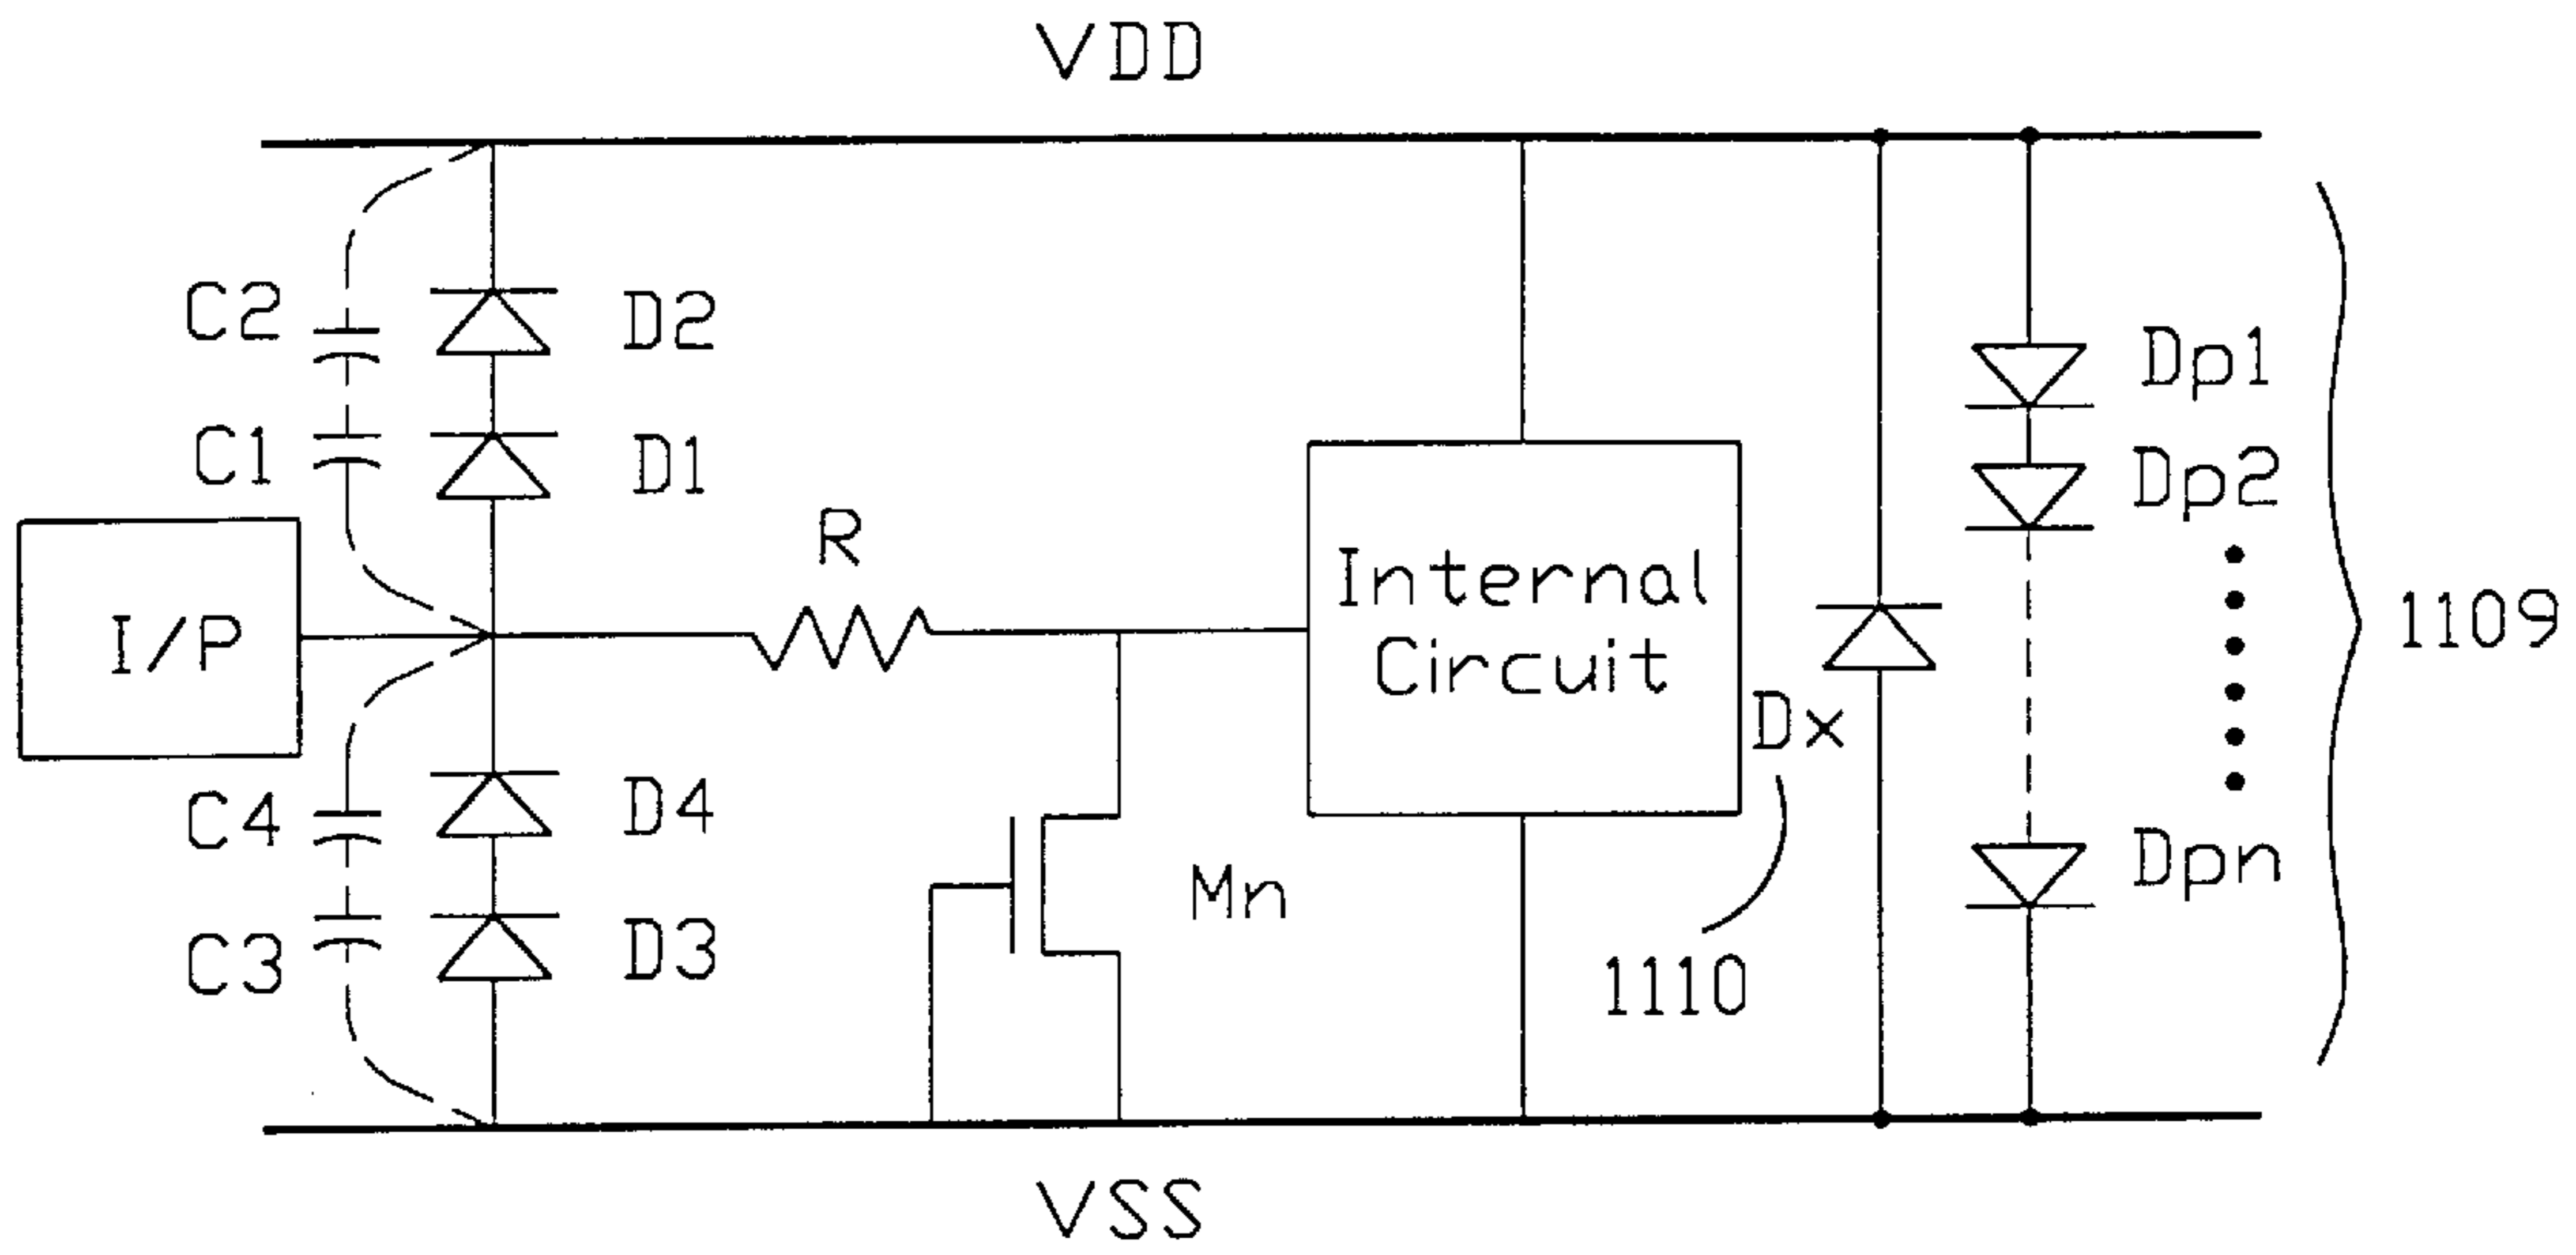 VDD
C2
D2
Dp1
C1
D1
Dp2
R
I/P
Internal
Circuit
1109
Dx
C4
D4
Mn
Dpn
C3
D3
1110
VSS